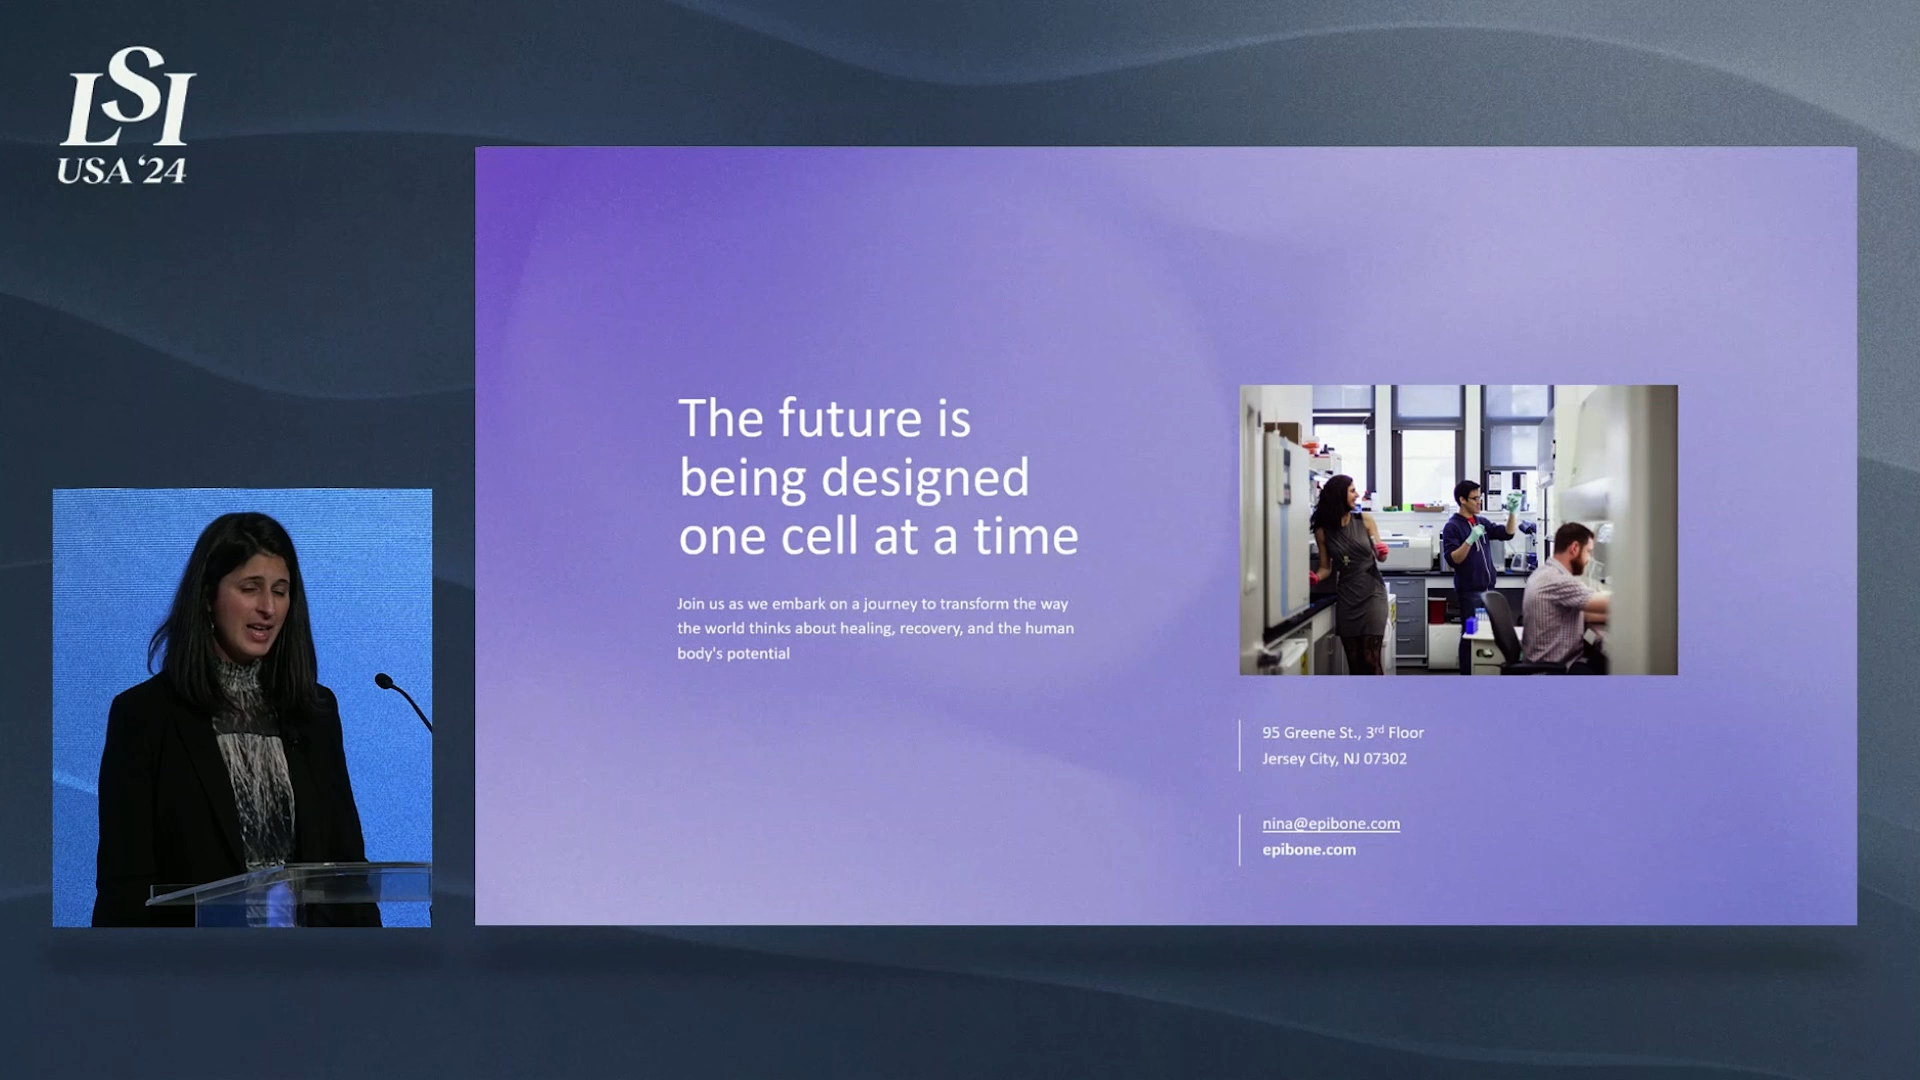 LSI
USA '24
The future is
being designed
one cell at a time
Join us as we embark on a journey to transform the way
the world thinks about healing, recovery, and the human
body's potential
95 Greene St., 3rd Floor
Jersey City, NJ 07302
nina@epibone.com
epibone.com